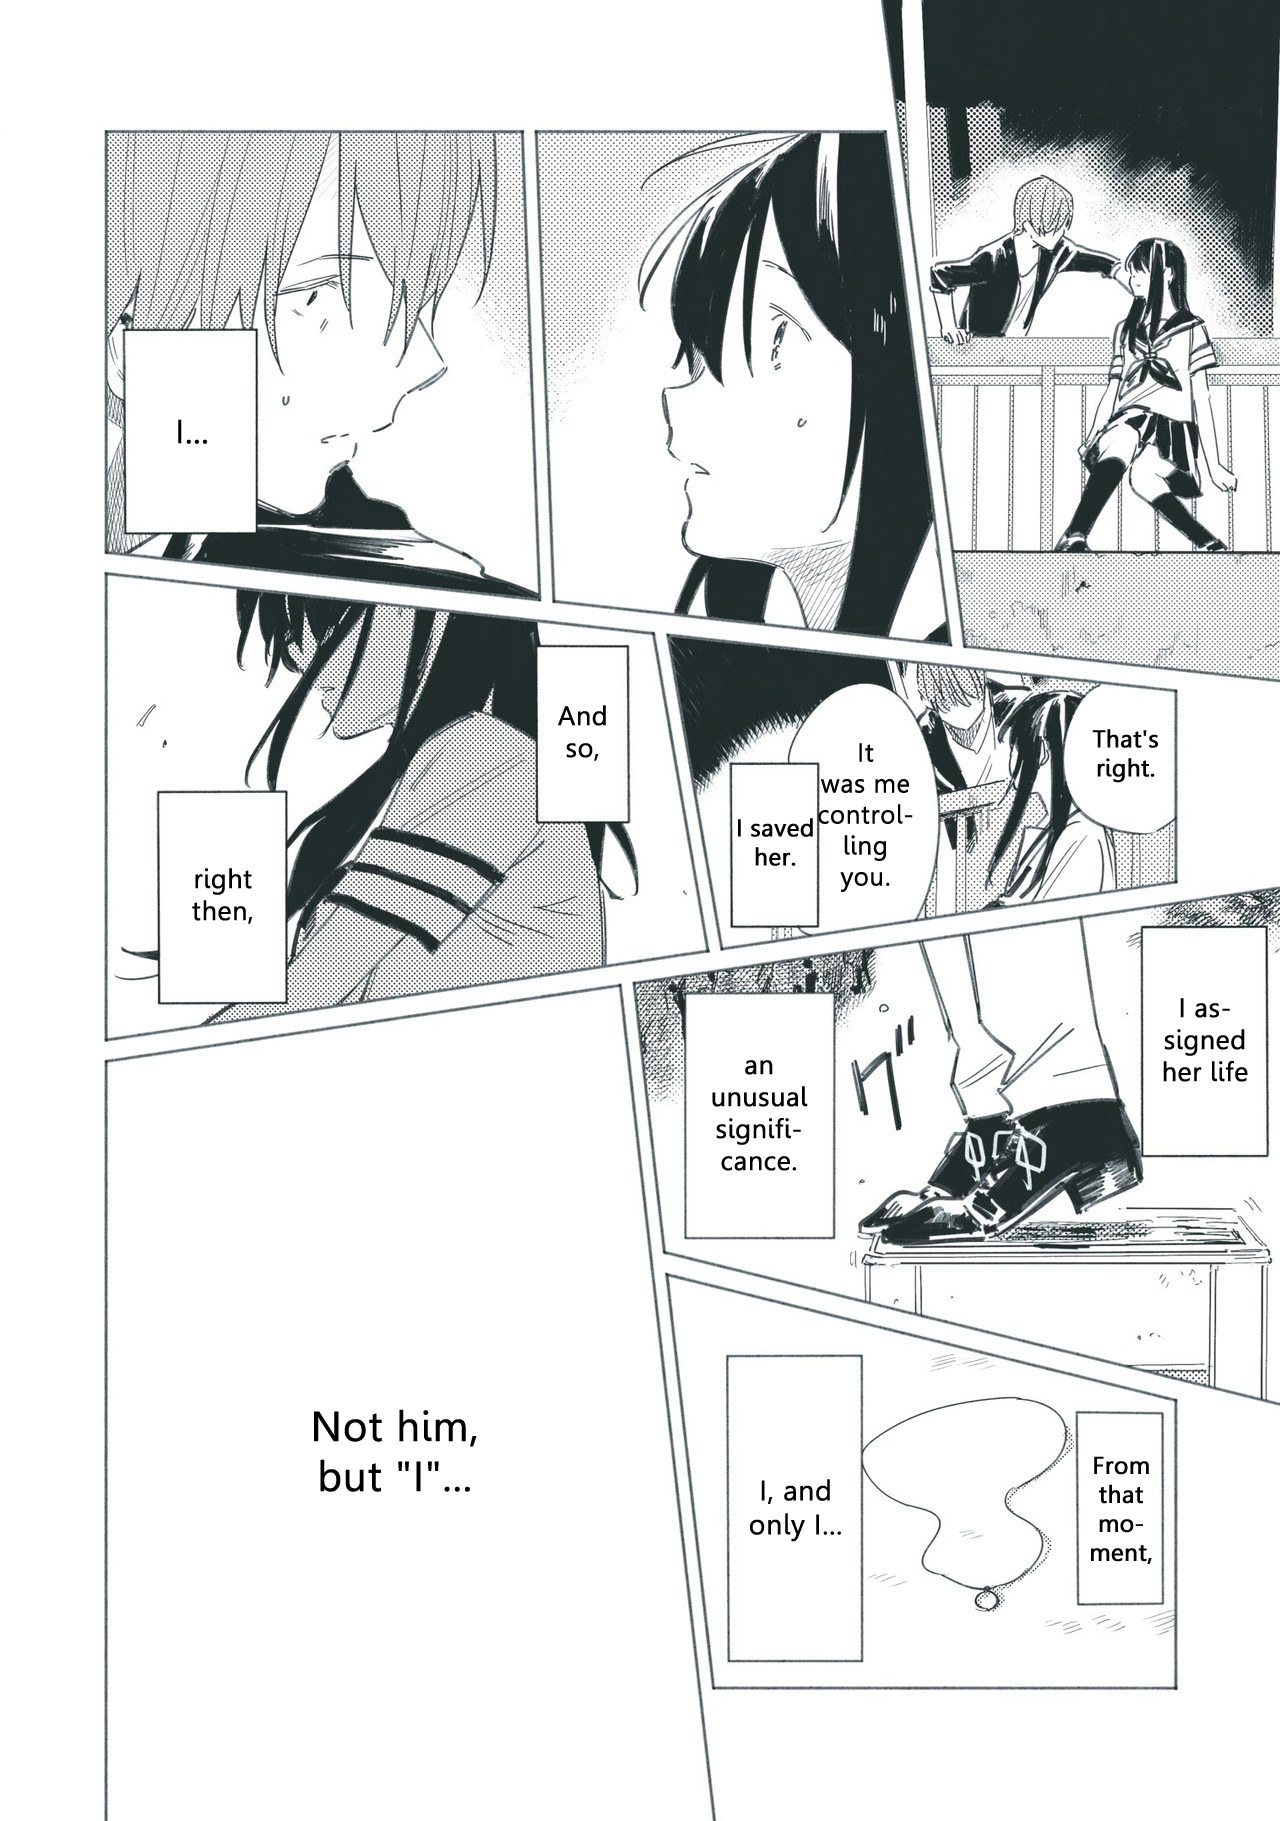 I...
That's
right.
It
was me
control-
ling
you.
I saved
her.
And
so,
right
then,
I as-
signed
her life
an
unusual
signifi-
cance.
グ"
From
that
mo-
ment,
I, and
only I...
Not him,
but "I"...